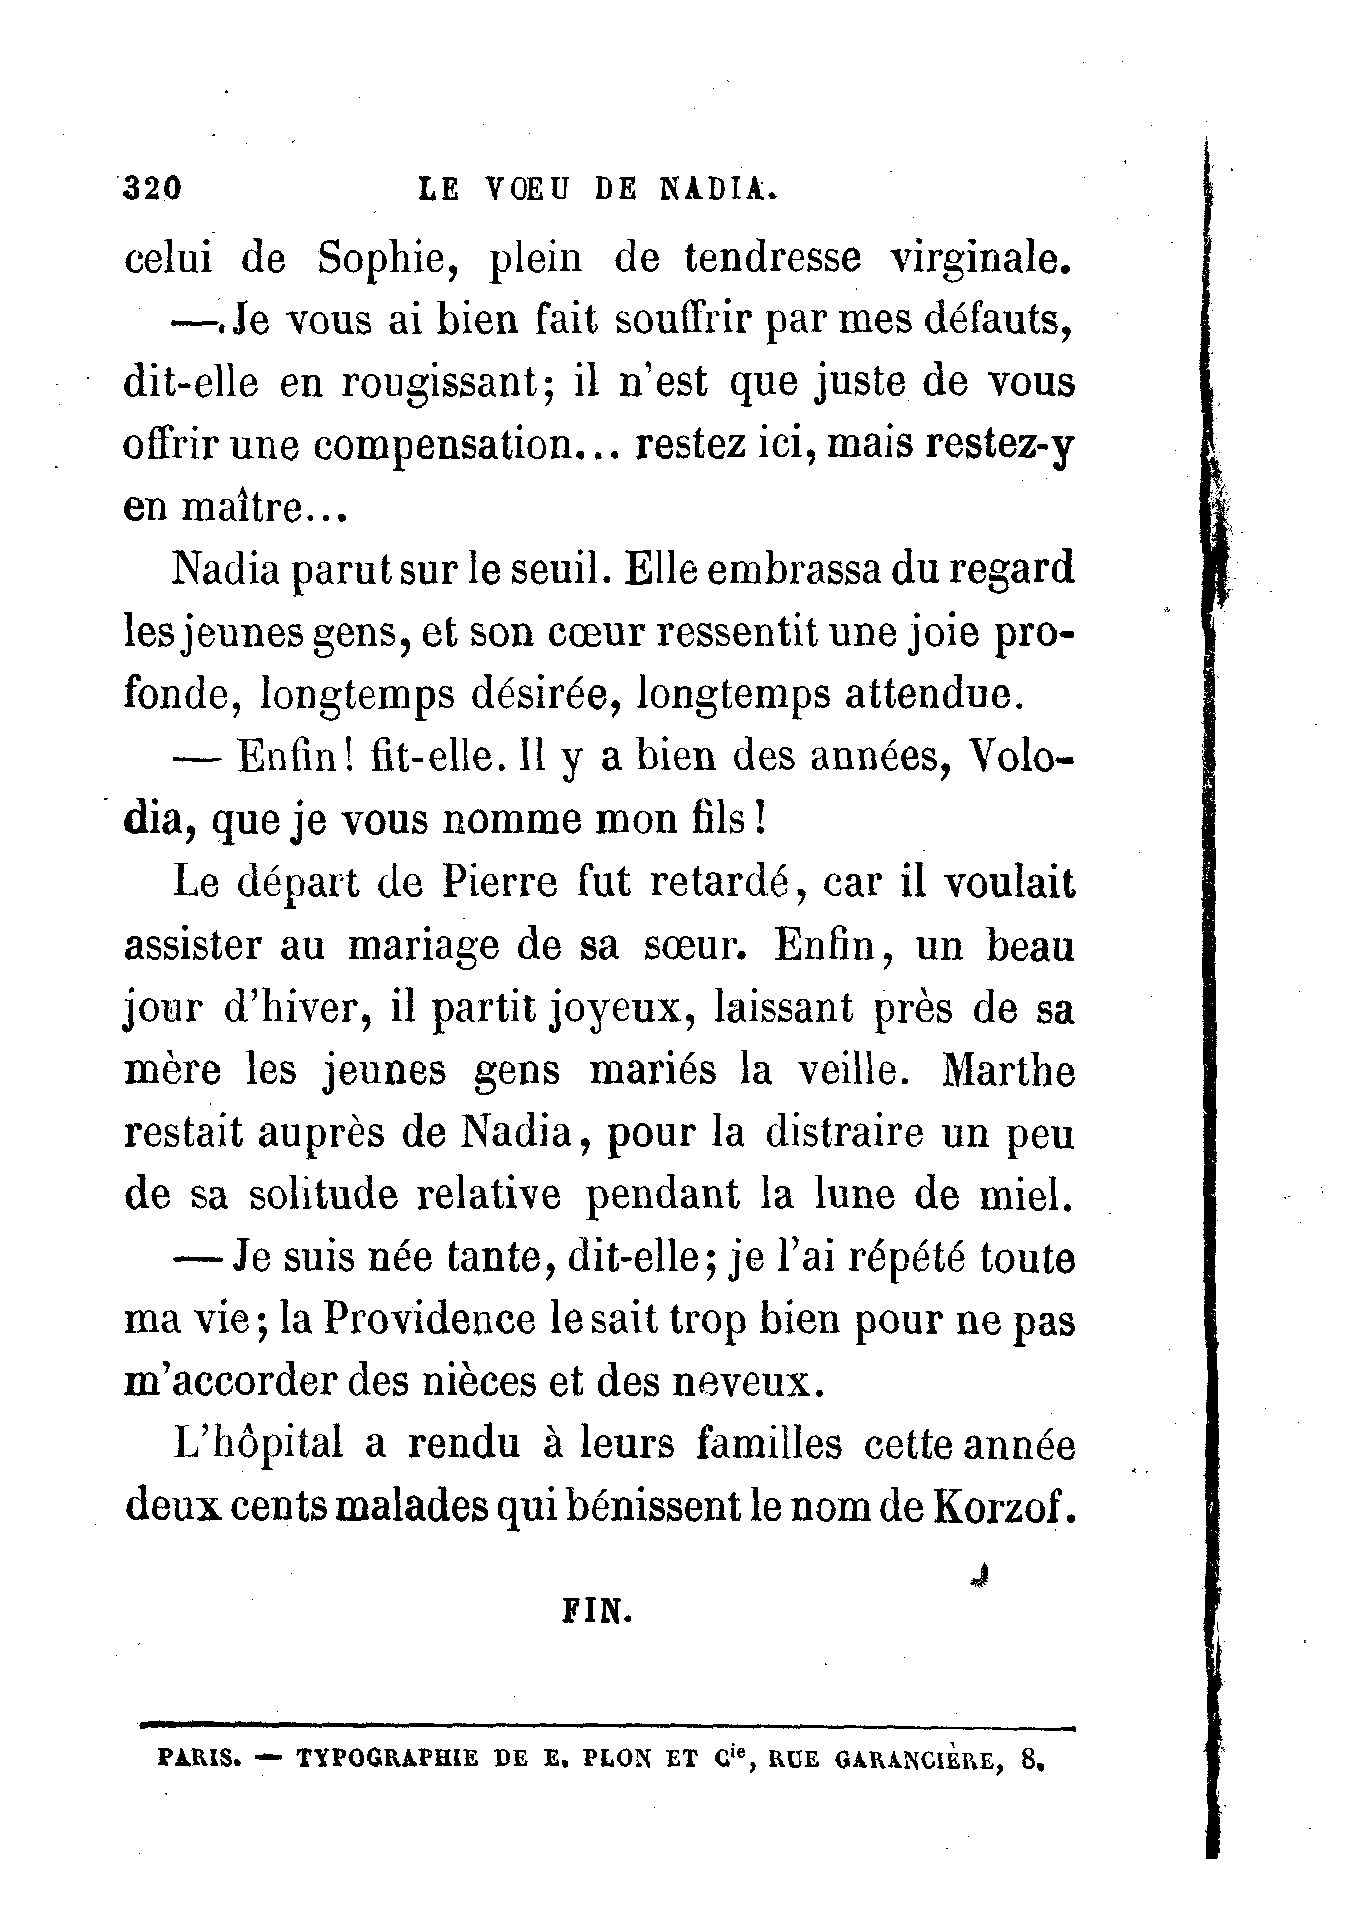 320 LE VŒU DE NADIA.
celui de Sophie, plein de tendresse virginale.
— Je vous ai bien fait souffrir par mes défauts,
dit-elle en rougissant; il n'est que juste de vous
offrir une compensation... restez ici, mais restez-y
en maître...
Nadia parut sur le seuil. Elle embrassa du regard
les jeunes gens, et son cœur ressentit une joie pro-
fonde, longtemps désirée, longtemps attendue.
— Enfin! fit-elle. Il y a bien des années, Volo-
dia, que je vous nomme mon fils !
Le départ de Pierre fut retardé, car il voulait
assister au mariage de sa sœur. Enfin, un beau
jour d'hiver, il partit joyeux, laissant près de sa
mère les jeunes gens mariés la veille. Marthe
restait auprès de Nadia, pour la distraire un peu
de sa solitude relative pendant la lune de miel.
— Je suis née tante, dit-elle; je l'ai répété toute
ma vie; la Providence le sait trop bien pour ne pas
m'accorder des nièces et des neveux.
L'hôpital a rendu à leurs familles cette année
deux cents malades qui bénissent le nom de Korzof.
FIN.
PARIS. — TYPOGRAPHIE DE E. PLON ET Cie, RUE GARANCIÈRE, 8.